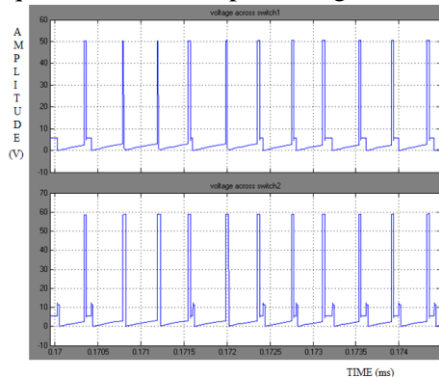 voltage across switch1
A
M
P
L
I
T
U
D
E
(V)
60
50
40
30
20
10
0
-10
voltage across switch2
70
60
50
40
30
20
10
0
-10
0.17 0.1705 0.171 0.1715 0.172 0.1725 0.173 0.1735 0.174
TIME (ms)